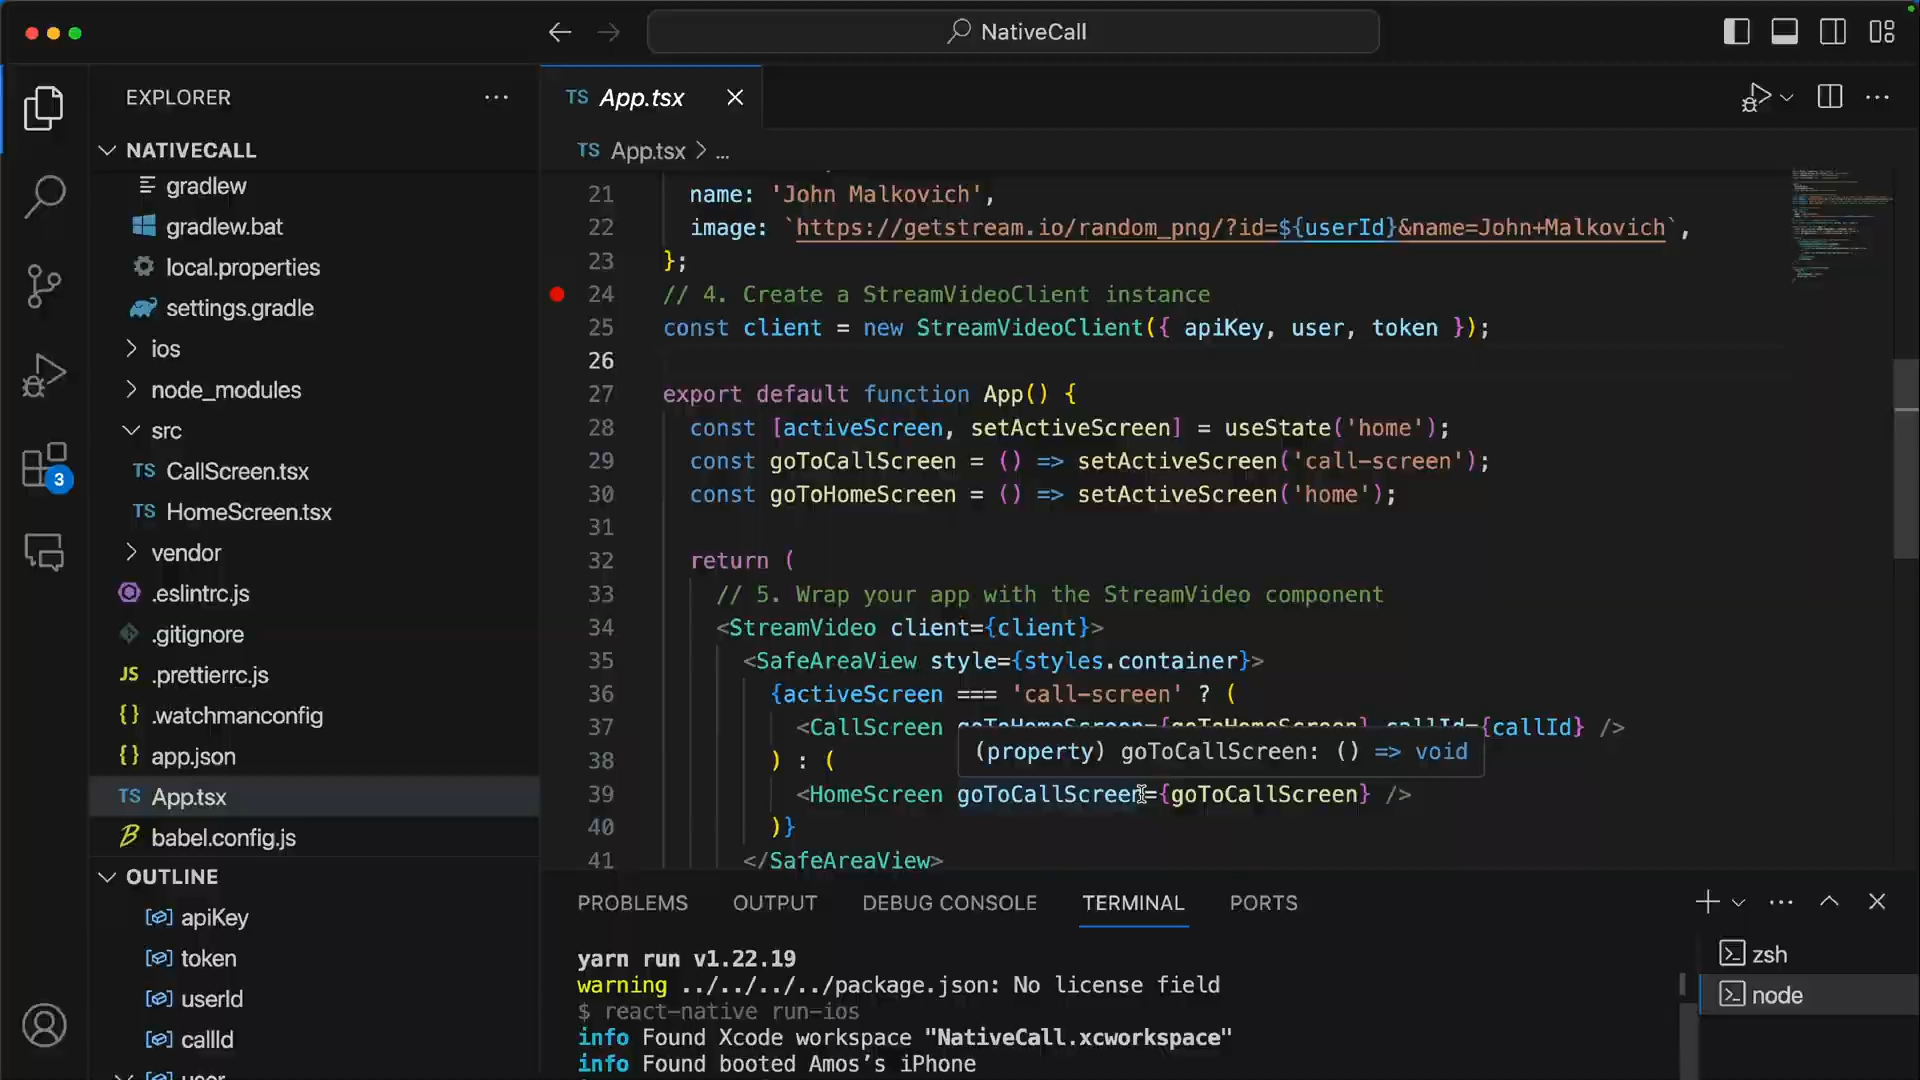 NativeCall
EXPLORER
NATIVECALL
gradlew
gradlew.bat
local.properties
settings.gradle
ios
node_modules
src
TS CallScreen.tsx
TS HomeScreen.tsx
vendor
.eslintrc.js
.gitignore
JS .prettierrc.js
{} .watchmanconfig
{} app.json
TS App.tsx
babel.config.js
OUTLINE
apiKey
token
userId
callId
3
TS App.tsx
TS App.tsx > ...
21 name: 'John Malkovich',
22 image: `https://getstream.io/random_png/?id=${userId}&name=John+Malkovich`,
23 };
24 // 4. Create a StreamVideoClient instance
25 const client = new StreamVideoClient({ apiKey, user, token });
26
27 export default function App() {
28 const [activeScreen, setActiveScreen] = useState('home');
29 const goToCallScreen = () => setActiveScreen('call-screen');
30 const goToHomeScreen = () => setActiveScreen('home');
31
32 return (
33 // 5. Wrap your app with the StreamVideo component
34 <StreamVideo client={client}>
35 <SafeAreaView style={styles.container}>
36 {activeScreen === 'call-screen' ? (
37 <CallScreen goToHomeScreen={goToHomeScreen} callId={callId} />
(property) goToCallScreen: () => void
38 ) : (
39 <HomeScreen goToCallScreen={goToCallScreen} />
40 )}
41 </SafeAreaView>
PROBLEMS OUTPUT DEBUG CONSOLE TERMINAL PORTS
yarn run v1.22.19
warning ../../../../package.json: No license field
$ react-native run-ios
info Found Xcode workspace "NativeCall.xcworkspace"
info Found booted Amos’s iPhone
zsh
node